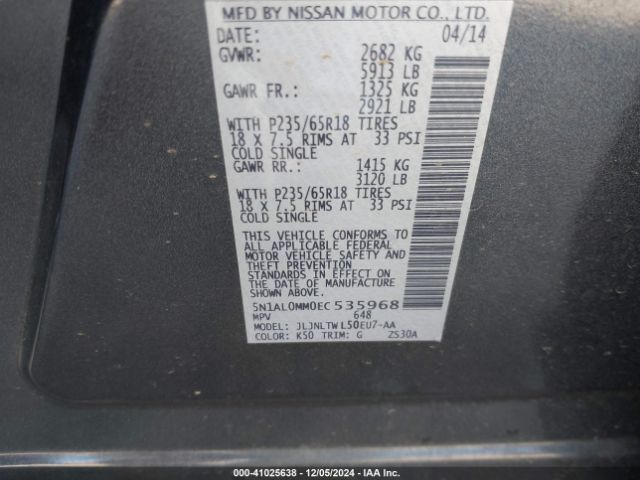 MFD BY NISSAN MOTOR CO., LTD.
DATE: 04/14
GVWR: 2682 KG
5913 LB
GAWR FR.: 1325 KG
2921 LB
WITH P235/65R18 TIRES
18 X 7.5 RIMS AT 33 PSI
COLD SINGLE
GAWR RR.: 1415 KG
3120 LB
WITH P235/65R18 TIRES
18 X 7.5 RIMS AT 33 PSI
COLD SINGLE
THIS VEHICLE CONFORMS TO
ALL APPLICABLE FEDERAL
MOTOR VEHICLE SAFETY AND
THEFT PREVENTION
STANDARDS IN EFFECT ON
THE DATE OF MANUFACTURE
SHOWN ABOVE.
5N1AL0MM0EC535968
MPV 648
MODEL: JLJNLTWL50EU7-AA
COLOR: K50 TRIM: G ZS30A
000-41025638 - 12/05/2024 - IAA Inc.